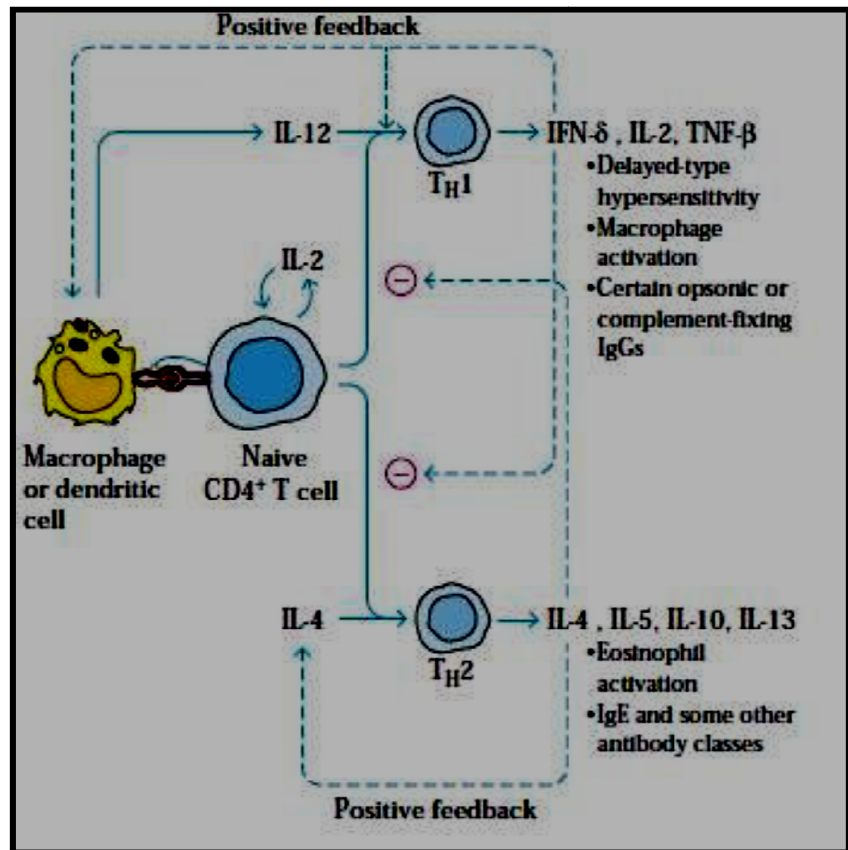 Positive feedback
IL-12
TH1
IFN-δ , IL-2, TNF-β
•Delayed-type
hypersensitivity
•Macrophage
activation
•Certain opsonic or
complement-fixing
IgGs
IL-2
−
Macrophage
or dendritic
cell
Naive
CD4⁺ T cell
−
IL-4
TH2
IL-4 , IL-5, IL-10, IL-13
•Eosinophil
activation
•IgE and some other
antibody classes
Positive feedback